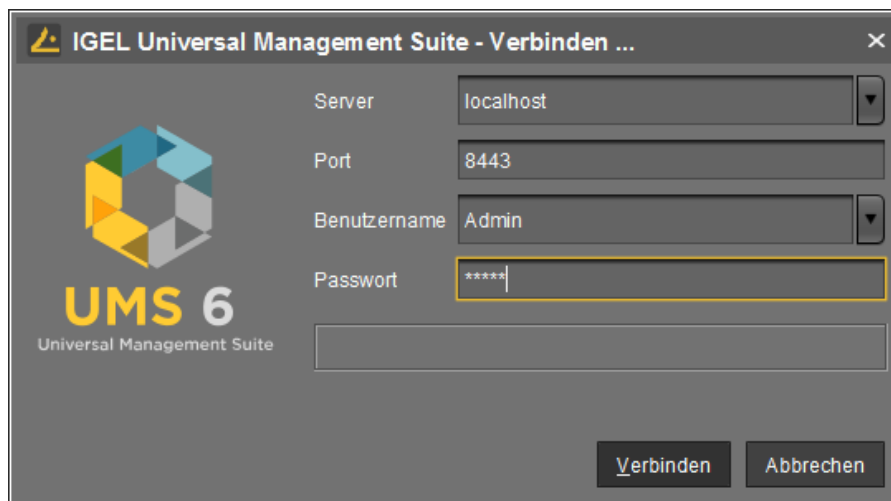 IGEL Universal Management Suite - Verbinden ...
Server localhost
Port 8443
Benutzername Admin
Passwort *****
UMS 6
Universal Management Suite
Verbinden Abbrechen